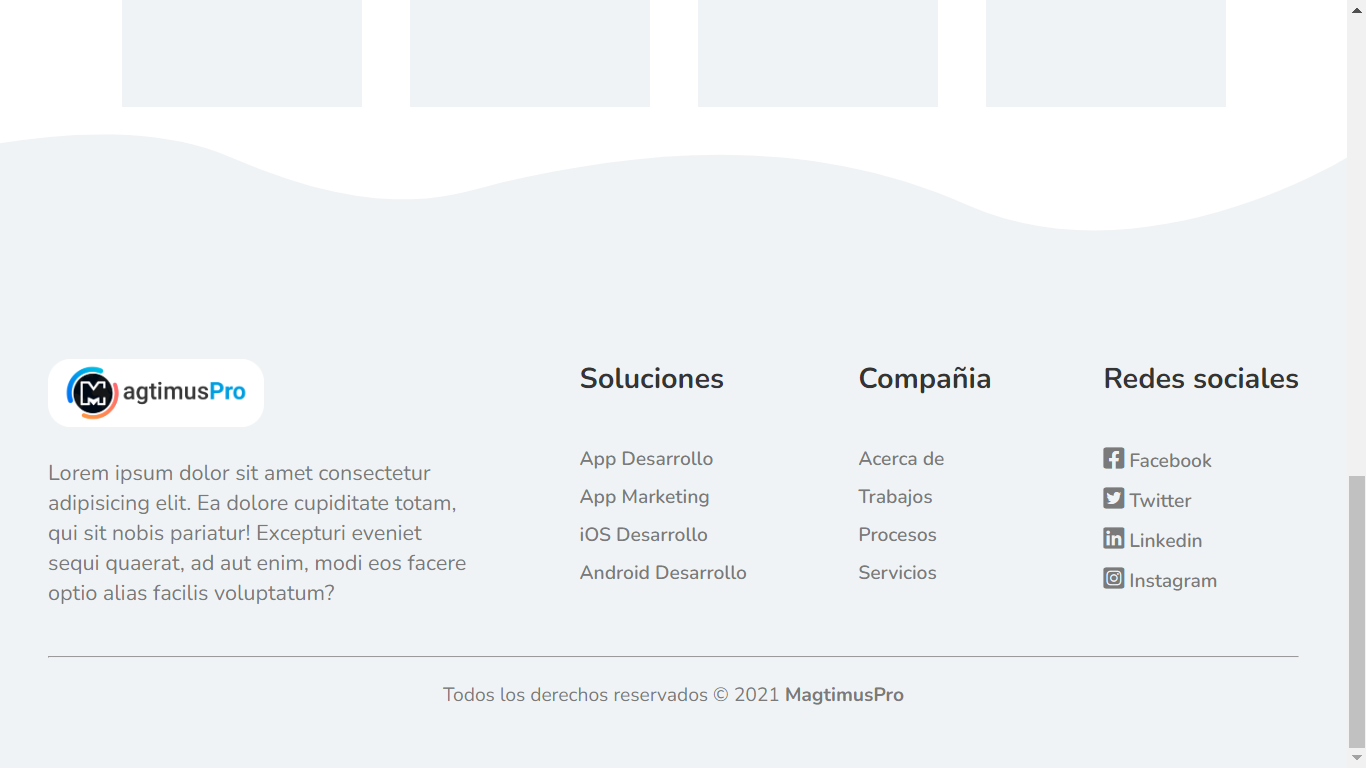 MagtimusPro
Lorem ipsum dolor sit amet consectetur
adipisicing elit. Ea dolore cupiditate totam,
qui sit nobis pariatur! Excepturi eveniet
sequi quaerat, ad aut enim, modi eos facere
optio alias facilis voluptatum?
Soluciones
App Desarrollo
App Marketing
iOS Desarrollo
Android Desarrollo
Compañia
Acerca de
Trabajos
Procesos
Servicios
Redes sociales
Facebook
Twitter
Linkedin
Instagram
Todos los derechos reservados © 2021 MagtimusPro